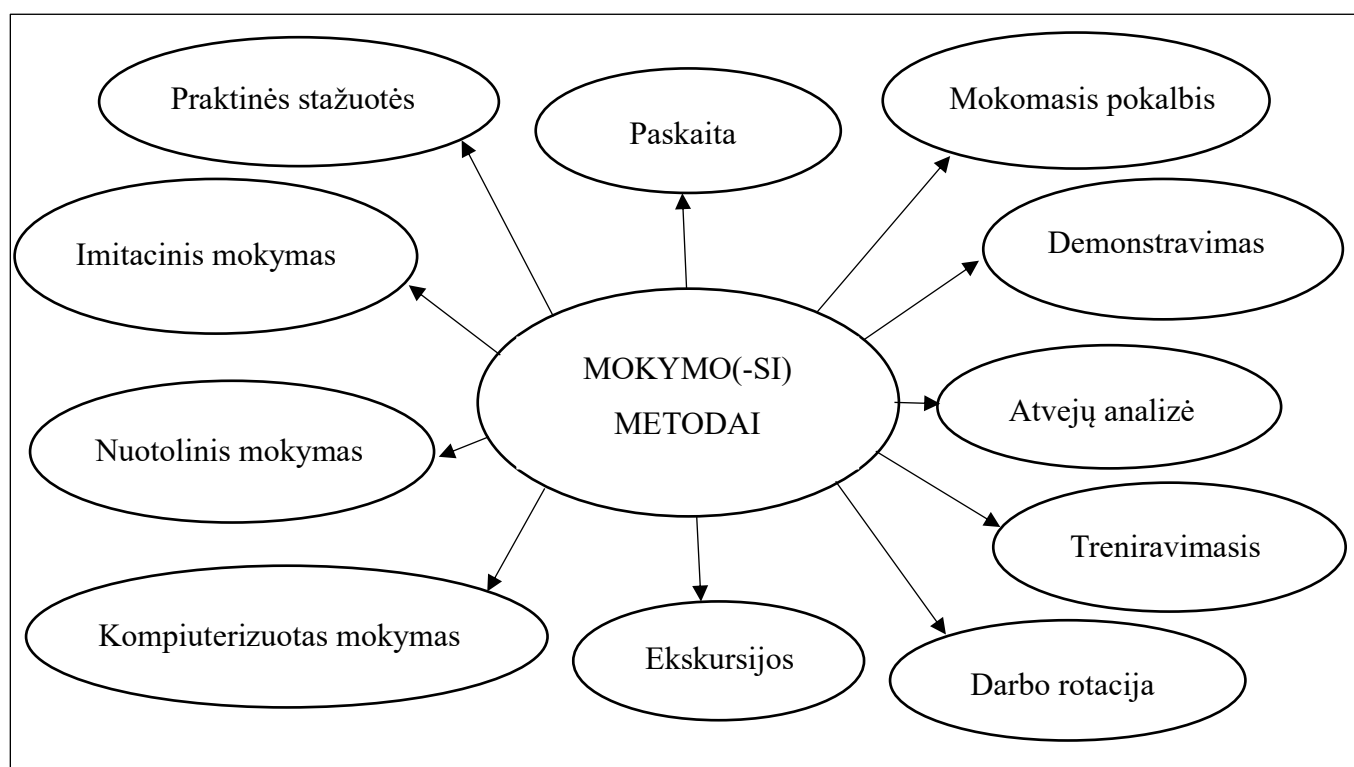 Praktinės stažuotės
Paskaita
Mokomasis pokalbis
Imitacinis mokymas
Demonstravimas
MOKYMO(-SI)
METODAI
Atvejų analizė
Nuotolinis mokymas
Treniravimasis
Kompiuterizuotas mokymas
Ekskursijos
Darbo rotacija